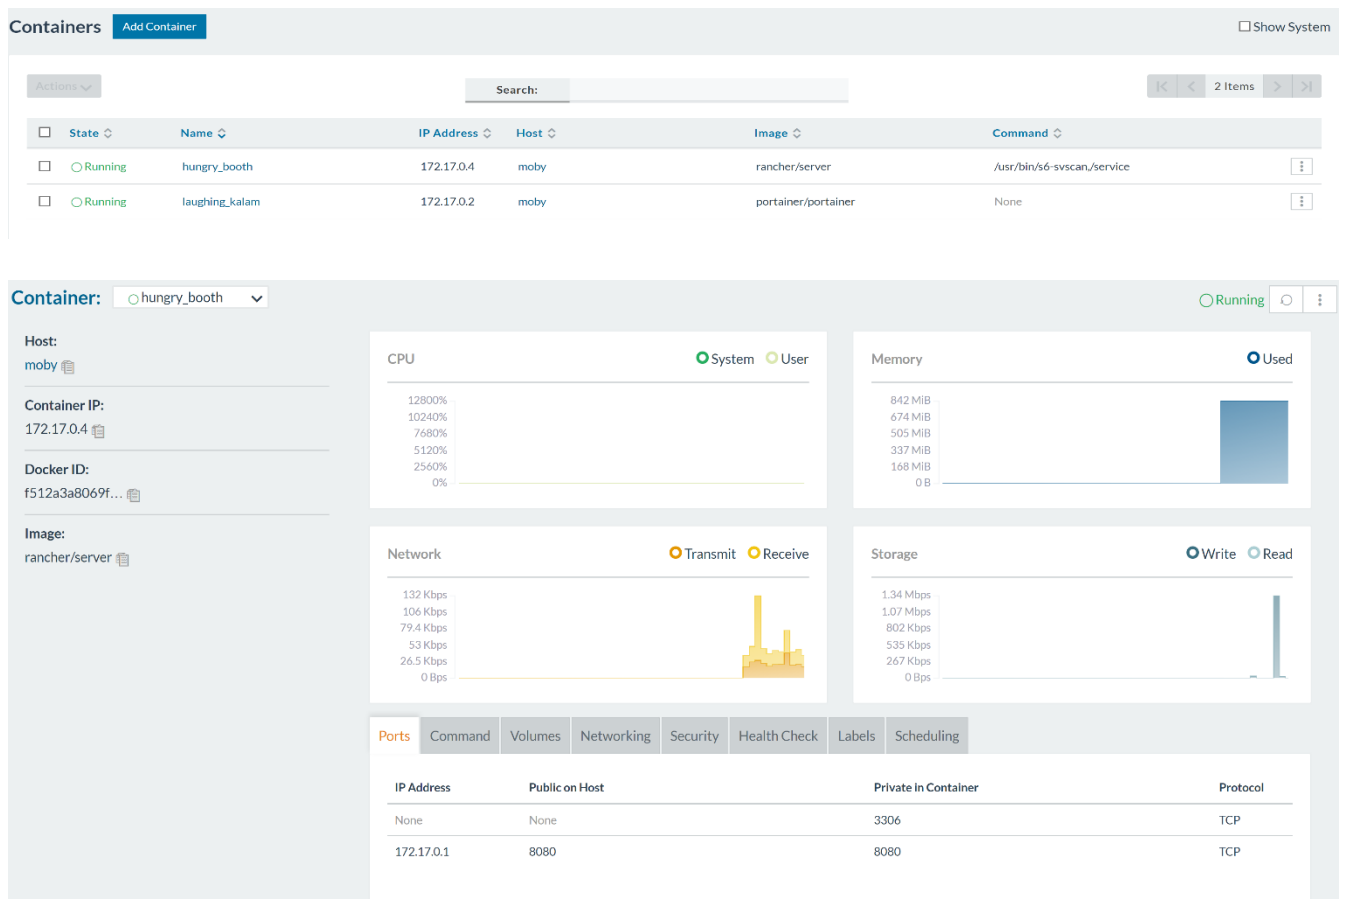 Containers Add Container Show System
Actions Search: 2 Items
State Name IP Address Host Image Command
Running hungry_booth 172.17.0.4 moby rancher/server /usr/bin/s6-svscan,/service
Running laughing_kalam 172.17.0.2 moby portainer/portainer None
Container: hungry_booth Running
Host:
moby
Container IP:
172.17.0.4
Docker ID:
f512a3a8069f...
Image:
rancher/server
CPU System User
12800%
10240%
7680%
5120%
2560%
0%
Memory Used
842 MiB
674 MiB
505 MiB
337 MiB
168 MiB
0 B
Network Transmit Receive
132 Kbps
106 Kbps
79.4 Kbps
53 Kbps
26.5 Kbps
0 Bps
Storage Write Read
1.34 Mbps
1.07 Mbps
802 Kbps
535 Kbps
267 Kbps
0 Bps
Ports Command Volumes Networking Security Health Check Labels Scheduling
IP Address Public on Host Private in Container Protocol
None None 3306 TCP
172.17.0.1 8080 8080 TCP